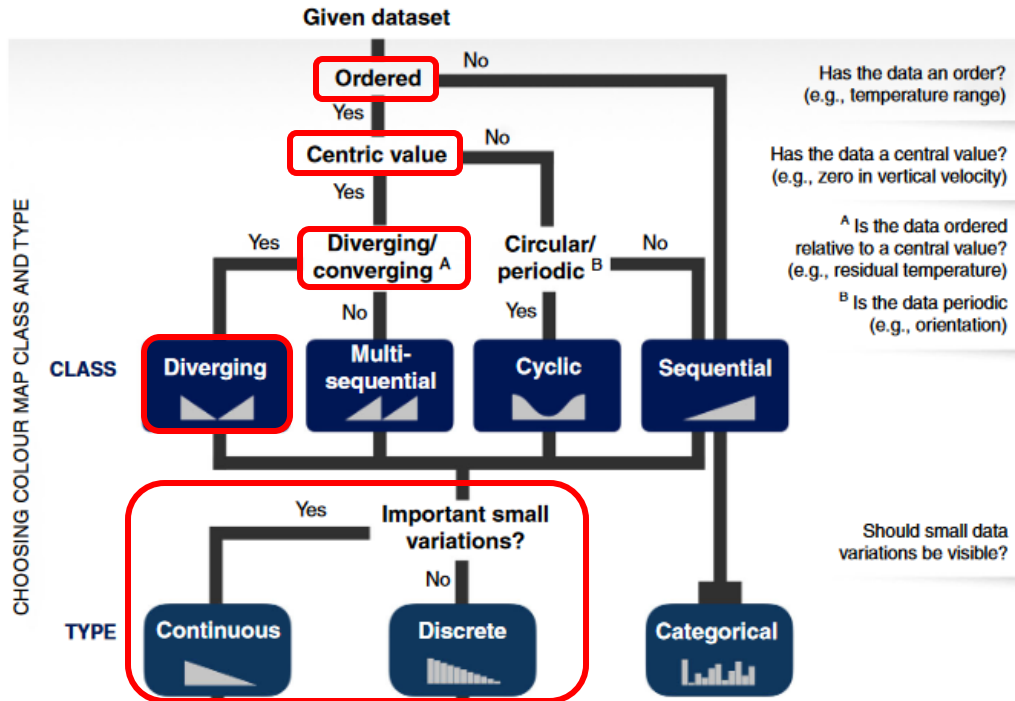 Given dataset
Ordered
No
Has the data an order?
(e.g., temperature range)
Yes
Centric value
No
Has the data a central value?
(e.g., zero in vertical velocity)
Yes
Yes
Diverging/
converging A
Circular/
periodic B
No
A Is the data ordered
relative to a central value?
(e.g., residual temperature)
No
Yes
B Is the data periodic
(e.g., orientation)
CHOOSING COLOUR MAP CLASS AND TYPE
CLASS
Diverging
Multi-
sequential
Cyclic
Sequential
Yes
Important small
variations?
Should small data
variations be visible?
No
TYPE
Continuous
Discrete
Categorical